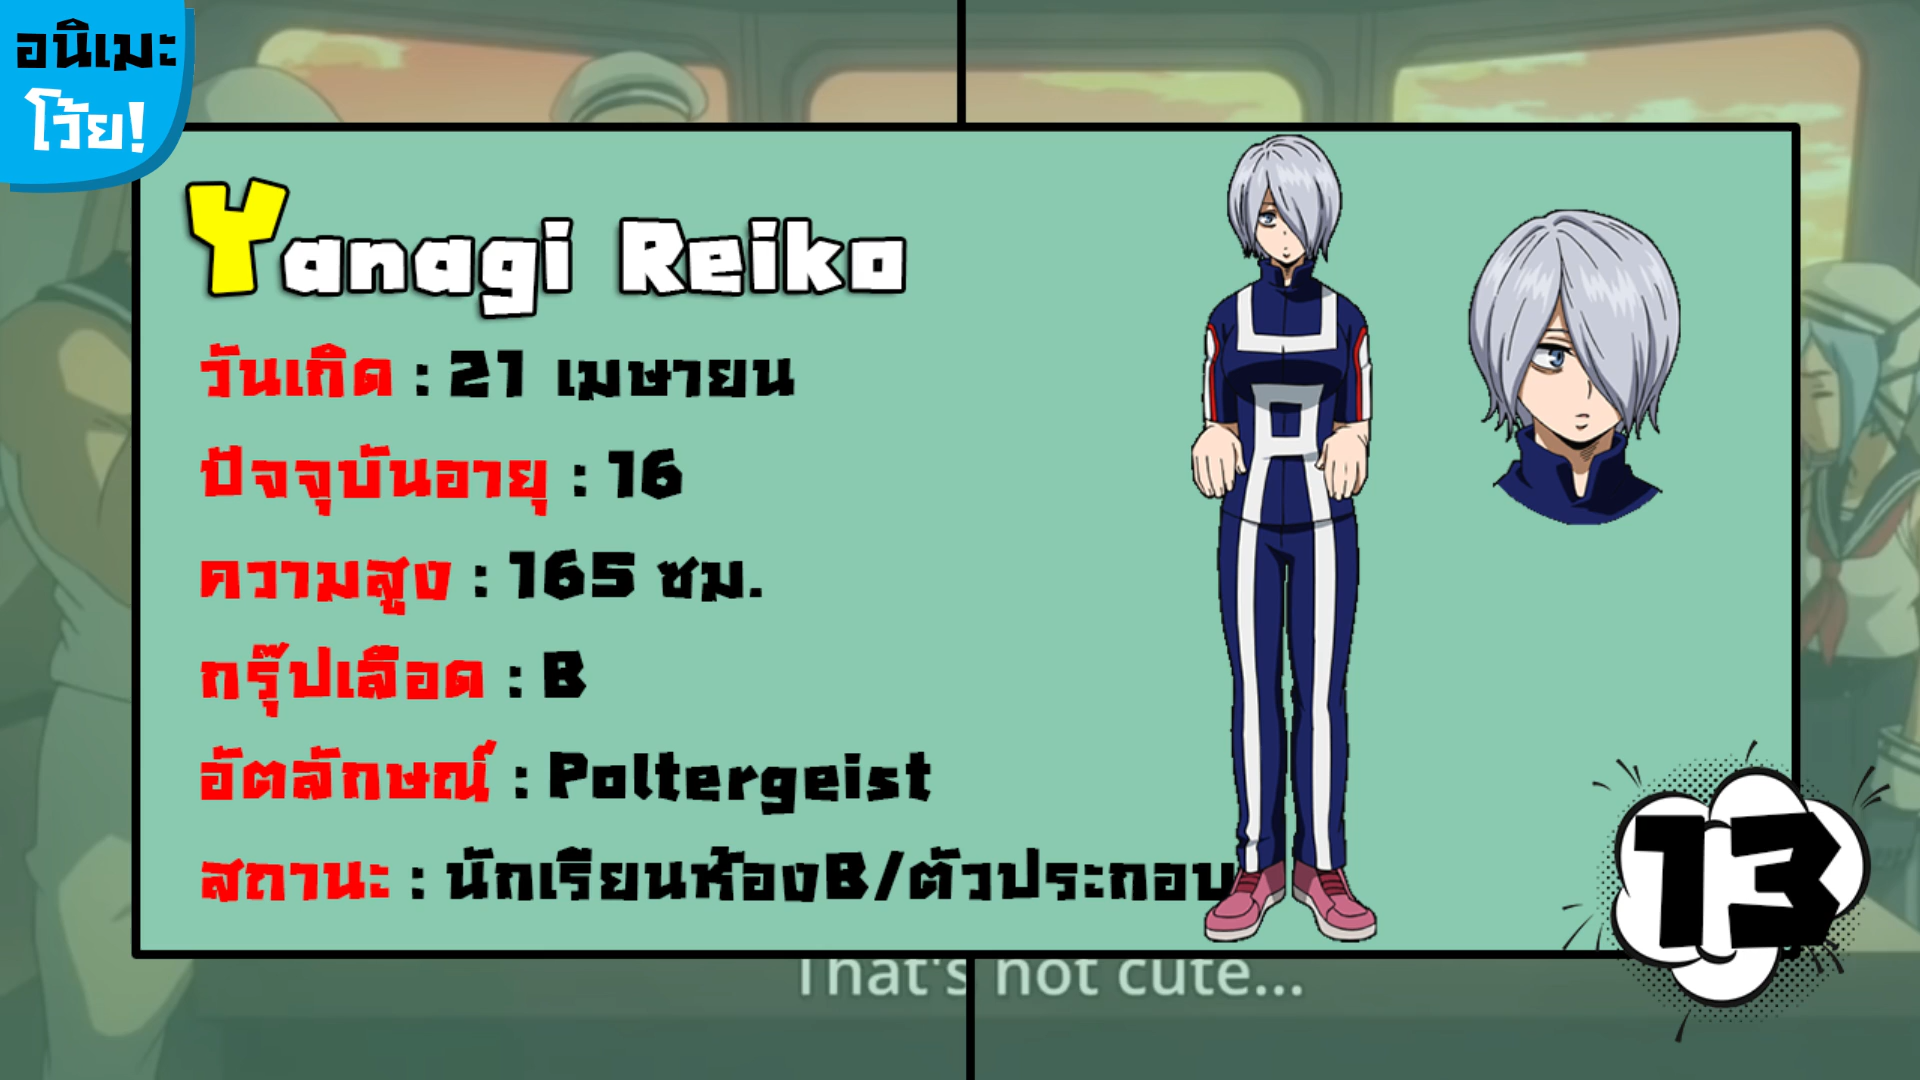 อนิเมะ
โว้ย!
Yanagi Reiko
วันเกิด : 21 เมษายน
ปัจจุบันอายุ : 16
ความสูง : 165 ซม.
กรุ๊ปเลือด : B
อัตลักษณ์ : Poltergeist
สถานะ : นักเรียนห้องB/ตัวประกอบ
13
That's not cute...